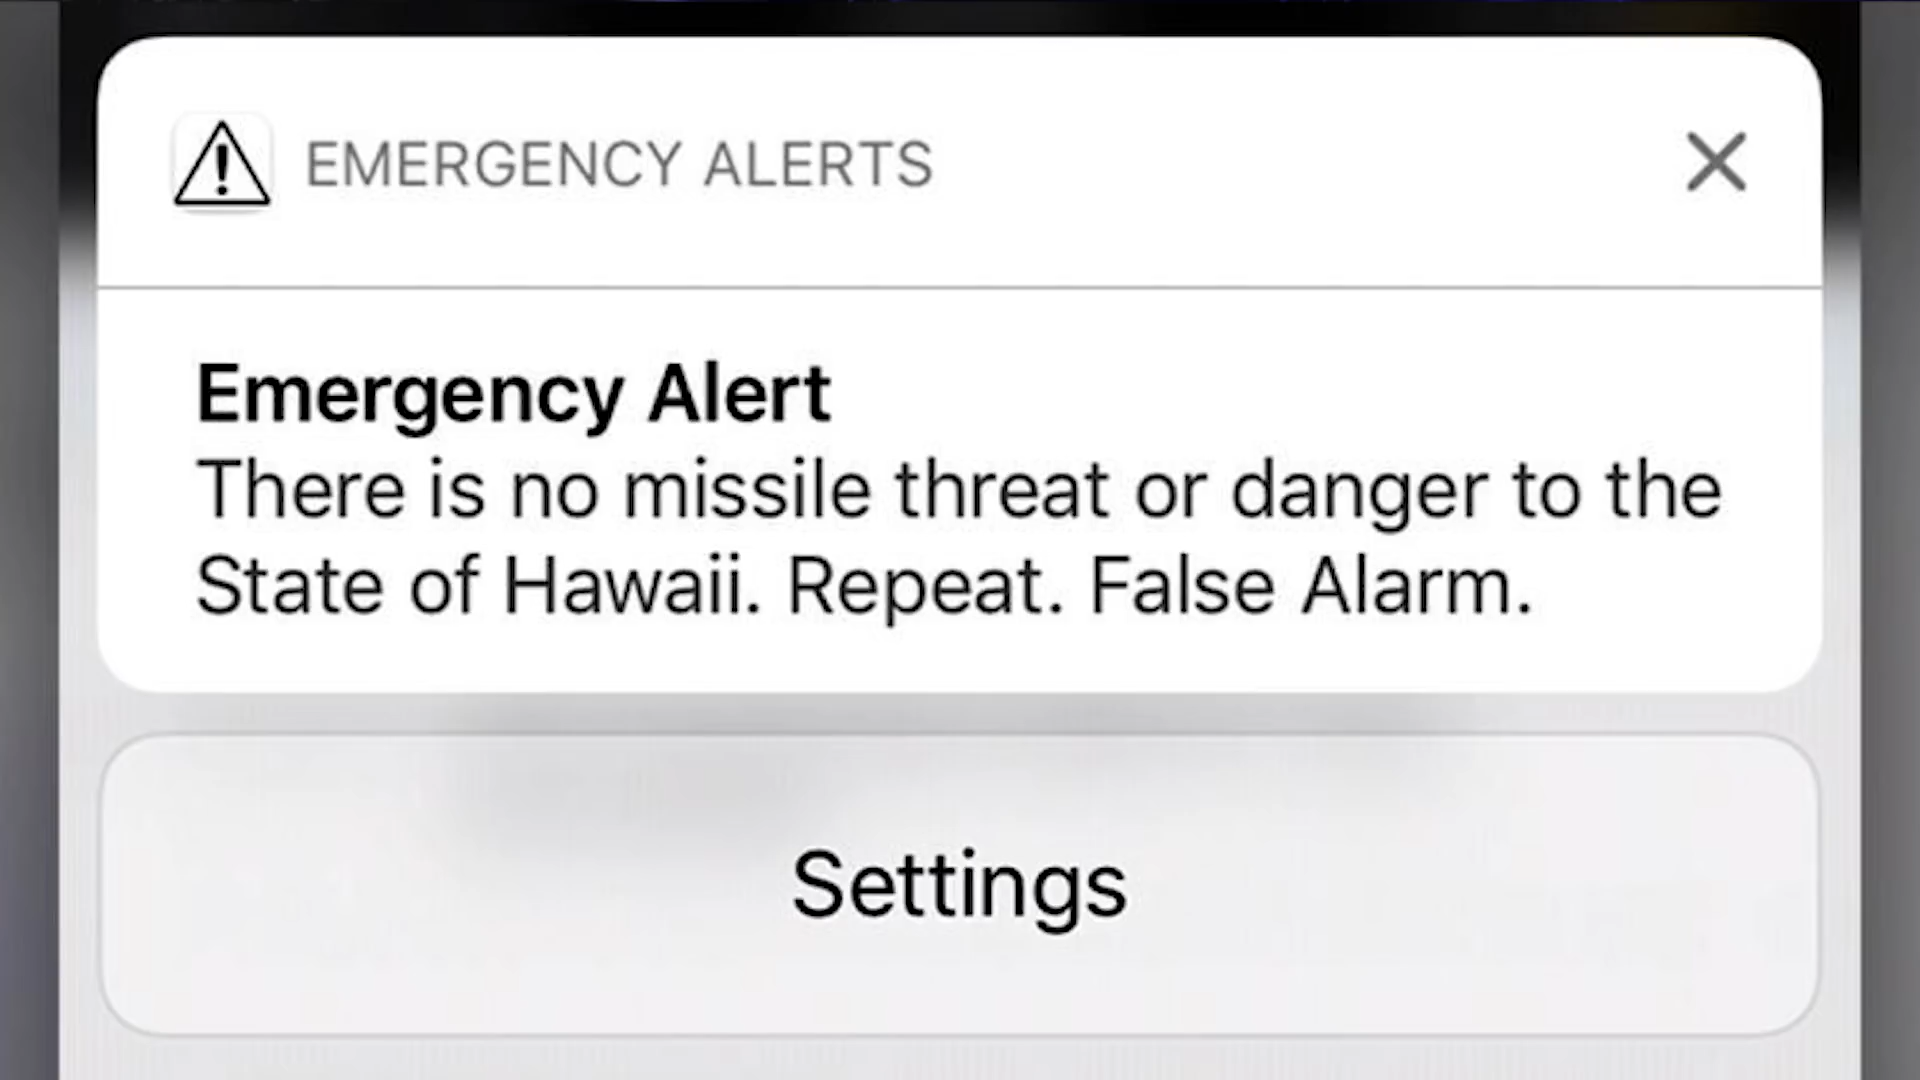 EMERGENCY ALERTS
Emergency Alert
There is no missile threat or danger to the
State of Hawaii. Repeat. False Alarm.
Settings